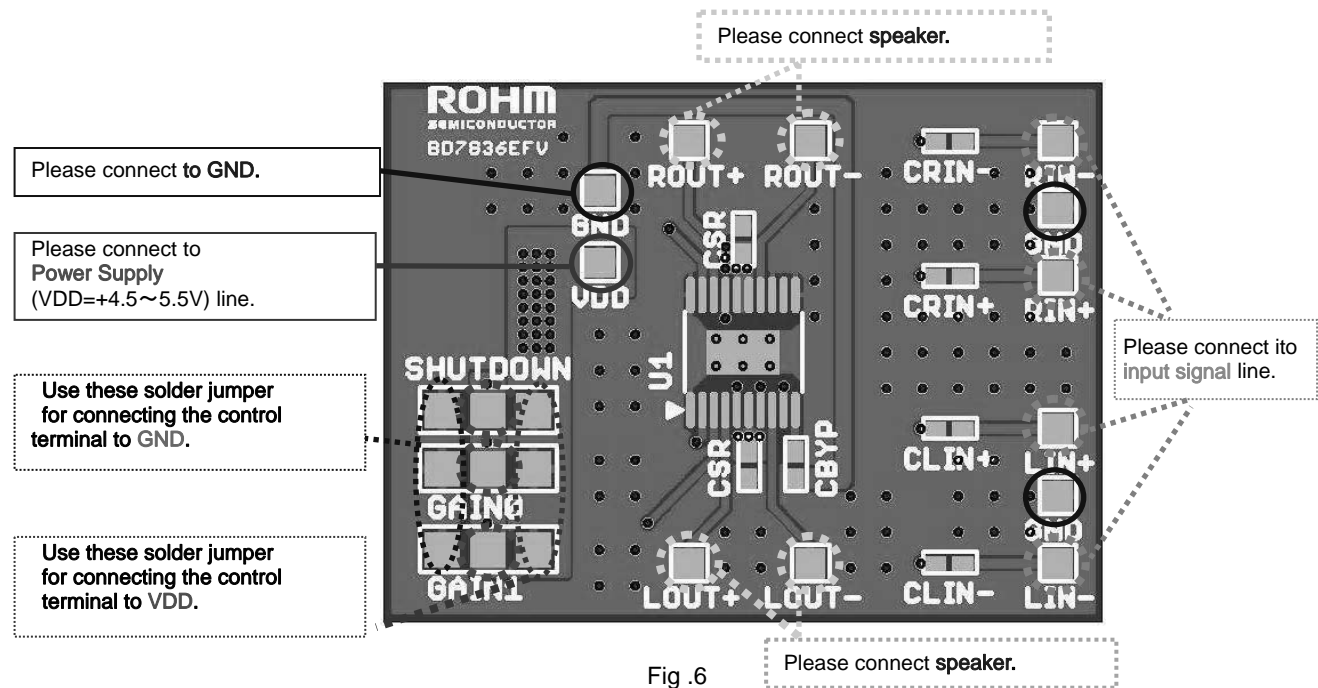 Please connect speaker.
ROHM
SEMICONDUCTOR
BD7836EFV
Please connect to GND.
Please connect to
Power Supply
(VDD=+4.5～5.5V) line.
Use these solder jumper
for connecting the control
terminal to GND.
Use these solder jumper
for connecting the control
terminal to VDD.
GND
VDD
ROUT+ ROUT-
CSR
CRIN-
RIN-
GND
CRIN+
RIN+
Please connect ito
input signal line.
SHUTDOWN
GAIN0
GAIN1
U1
CSR
CBYP
CLIN+
LIN+
GND
CLIN-
LIN-
LOUT+ LOUT-
Please connect speaker.
Fig .6